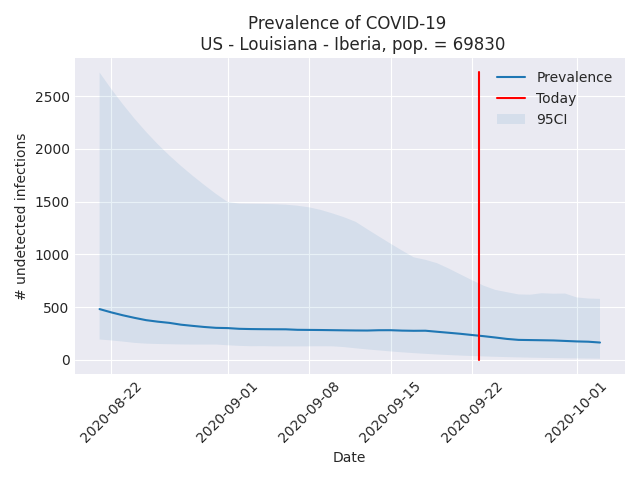 Prevalence of COVID-19
US - Louisiana - Iberia, pop. = 69830
Prevalence
Today
95CI
# undetected infections
2500
2000
1500
1000
500
0
2020-08-22
2020-09-01
2020-09-08
2020-09-15
2020-09-22
2020-10-01
Date